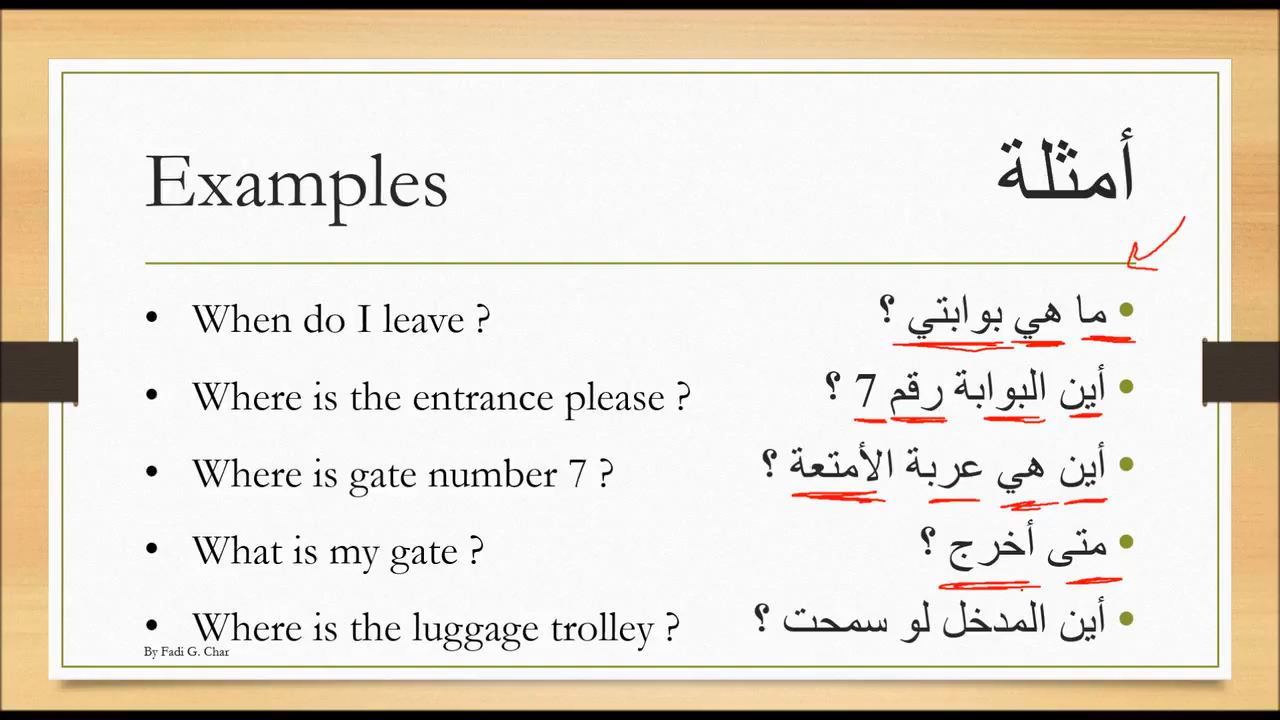 Examples
أمثلة
• When do I leave ?
• ما هي بوابتي ؟
• Where is the entrance please ?
• أين البوابة رقم 7 ؟
• Where is gate number 7 ?
• أين هي عربة الأمتعة ؟
• What is my gate ?
• متى أخرج ؟
• Where is the luggage trolley ?
• أين المدخل لو سمحت ؟
By Fadi G. Char